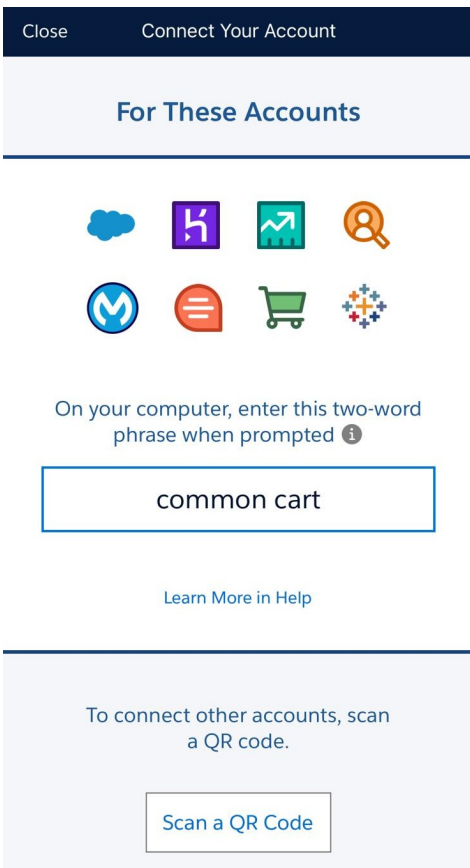 Close Connect Your Account
For These Accounts
On your computer, enter this two-word
phrase when prompted
common cart
Learn More in Help
To connect other accounts, scan
a QR code.
Scan a QR Code